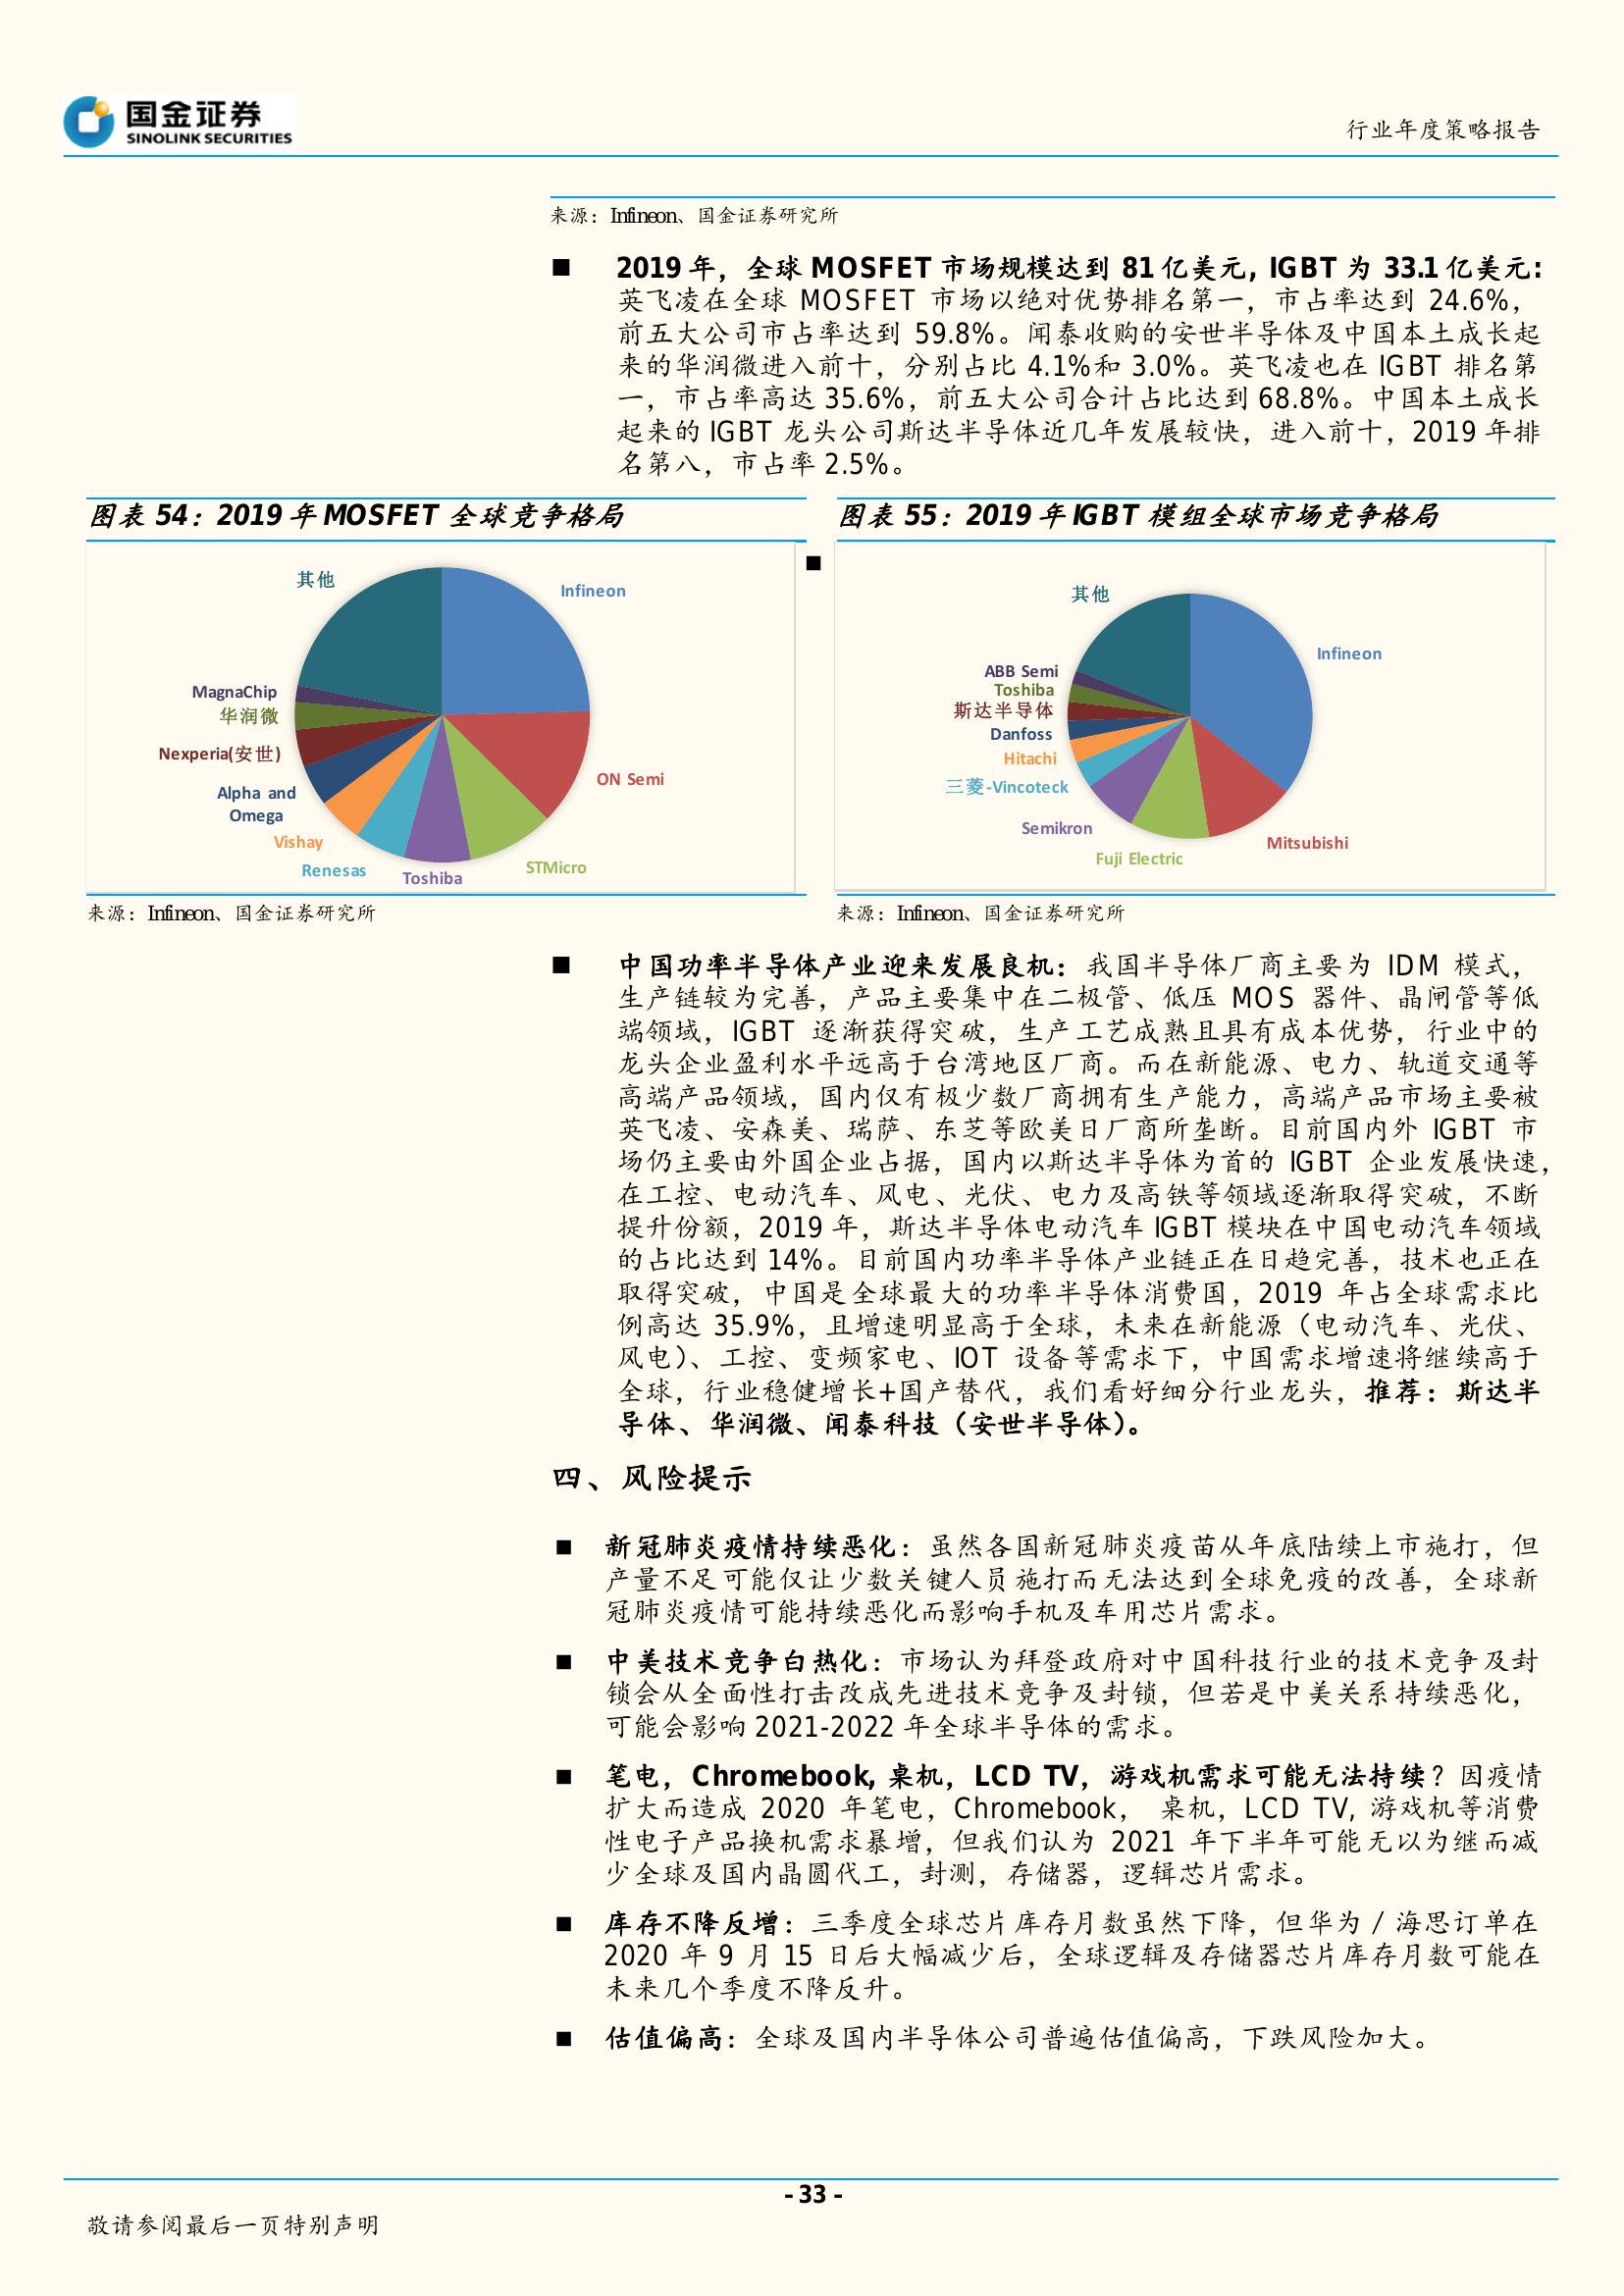 国金证券
SINOLINK SECURITIES
行业年度策略报告
来源：Infineon、国金证券研究所
■ 2019 年，全球 MOSFET 市场规模达到 81 亿美元, IGBT 为 33.1 亿美元:
英飞凌在全球 MOSFET 市场以绝对优势排名第一，市占率达到 24.6%，
前五大公司市占率达到 59.8%。闻泰收购的安世半导体及中国本土成长起
来的华润微进入前十，分别占比 4.1%和 3.0%。英飞凌也在 IGBT 排名第
一，市占率高达 35.6%，前五大公司合计占比达到 68.8%。中国本土成长
起来的 IGBT 龙头公司斯达半导体近几年发展较快，进入前十，2019 年排
名第八，市占率 2.5%。
图表 54：2019 年 MOSFET 全球竞争格局
其他
Infineon
MagnaChip
华润微
Nexperia(安世)
ON Semi
Alpha and
Omega
Vishay
Renesas
Toshiba
STMicro
来源：Infineon、国金证券研究所
图表 55：2019 年 IGBT 模组全球市场竞争格局
■
其他
Infineon
ABB Semi
Toshiba
斯达半导体
Danfoss
Hitachi
三菱-Vincoteck
Semikron
Mitsubishi
Fuji Electric
来源：Infineon、国金证券研究所
■ 中国功率半导体产业迎来发展良机：我国半导体厂商主要为 IDM 模式，
生产链较为完善，产品主要集中在二极管、低压 MOS 器件、晶闸管等低
端领域，IGBT 逐渐获得突破，生产工艺成熟且具有成本优势，行业中的
龙头企业盈利水平远高于台湾地区厂商。而在新能源、电力、轨道交通等
高端产品领域，国内仅有极少数厂商拥有生产能力，高端产品市场主要被
英飞凌、安森美、瑞萨、东芝等欧美日厂商所垄断。目前国内外 IGBT 市
场仍主要由外国企业占据，国内以斯达半导体为首的 IGBT 企业发展快速，
在工控、电动汽车、风电、光伏、电力及高铁等领域逐渐取得突破，不断
提升份额，2019 年，斯达半导体电动汽车 IGBT 模块在中国电动汽车领域
的占比达到 14%。目前国内功率半导体产业链正在日趋完善，技术也正在
取得突破，中国是全球最大的功率半导体消费国，2019 年占全球需求比
例高达 35.9%，且增速明显高于全球，未来在新能源（电动汽车、光伏、
风电）、工控、变频家电、IOT 设备等需求下，中国需求增速将继续高于
全球，行业稳健增长+国产替代，我们看好细分行业龙头，推荐：斯达半
导体、华润微、闻泰科技（安世半导体）。
四、风险提示
■ 新冠肺炎疫情持续恶化：虽然各国新冠肺炎疫苗从年底陆续上市施打，但
产量不足可能仅让少数关键人员施打而无法达到全球免疫的改善，全球新
冠肺炎疫情可能持续恶化而影响手机及车用芯片需求。
■ 中美技术竞争白热化：市场认为拜登政府对中国科技行业的技术竞争及封
锁会从全面性打击改成先进技术竞争及封锁，但若是中美关系持续恶化，
可能会影响 2021-2022 年全球半导体的需求。
■ 笔电，Chromebook, 桌机，LCD TV，游戏机需求可能无法持续？因疫情
扩大而造成 2020 年笔电，Chromebook， 桌机，LCD TV, 游戏机等消费
性电子产品换机需求暴增，但我们认为 2021 年下半年可能无以为继而减
少全球及国内晶圆代工，封测，存储器，逻辑芯片需求。
■ 库存不降反增：三季度全球芯片库存月数虽然下降，但华为／海思订单在
2020 年 9 月 15 日后大幅减少后，全球逻辑及存储器芯片库存月数可能在
未来几个季度不降反升。
■ 估值偏高：全球及国内半导体公司普遍估值偏高，下跌风险加大。
- 33 -
敬请参阅最后一页特别声明